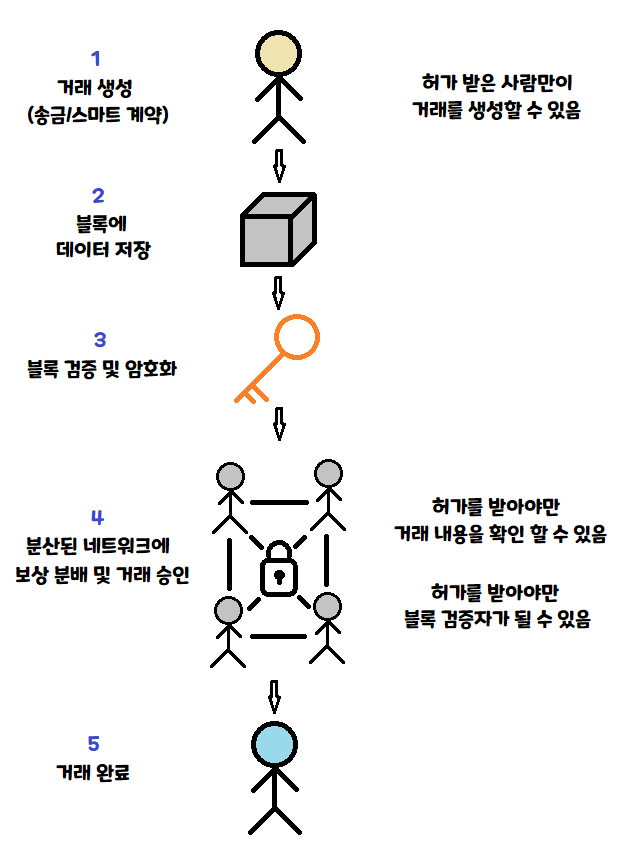 1
거래 생성
(송금/스마트 계약)
허가 받은 사람만이
거래를 생성할 수 있음
2
블록에
데이터 저장
3
블록 검증 및 암호화
4
분산된 네트워크에
보상 분배 및 거래 승인
허가를 받아야만
거래 내용을 확인 할 수 있음
허가를 받아야만
블록 검증자가 될 수 있음
5
거래 완료